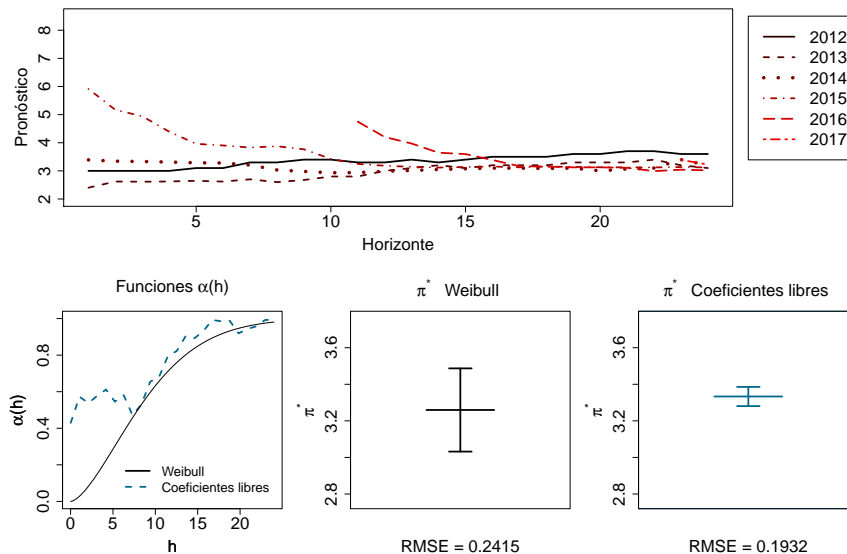 Pronóstico
8
7
6
5
4
3
2
5
10
15
20
Horizonte
2012
2013
2014
2015
2016
2017
Funciones α(h)
α(h)
0.8
0.4
0.0
0
5
10
15
20
h
Weibull
Coeficientes libres
π* Weibull
π*
3.6
3.2
2.8
RMSE = 0.2415
π* Coeficientes libres
π*
3.6
3.2
2.8
RMSE = 0.1932